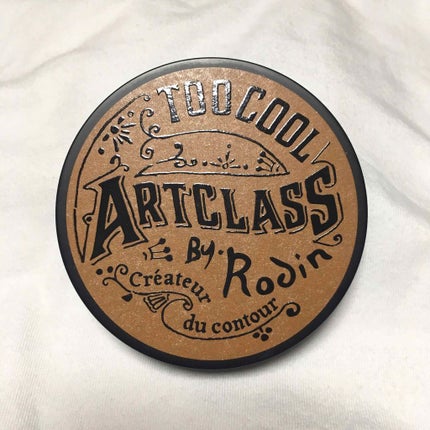 TOO COOL
ARTCLASS
BY. Rodin
Créateur
du contour